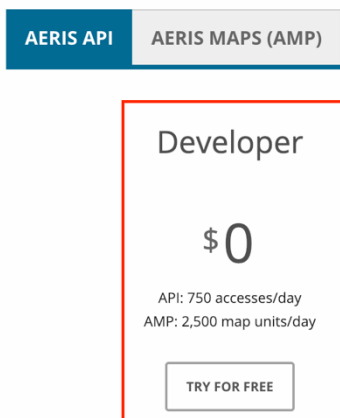 AERIS API AERIS MAPS (AMP)
Developer
$0
API: 750 accesses/day
AMP: 2,500 map units/day
TRY FOR FREE